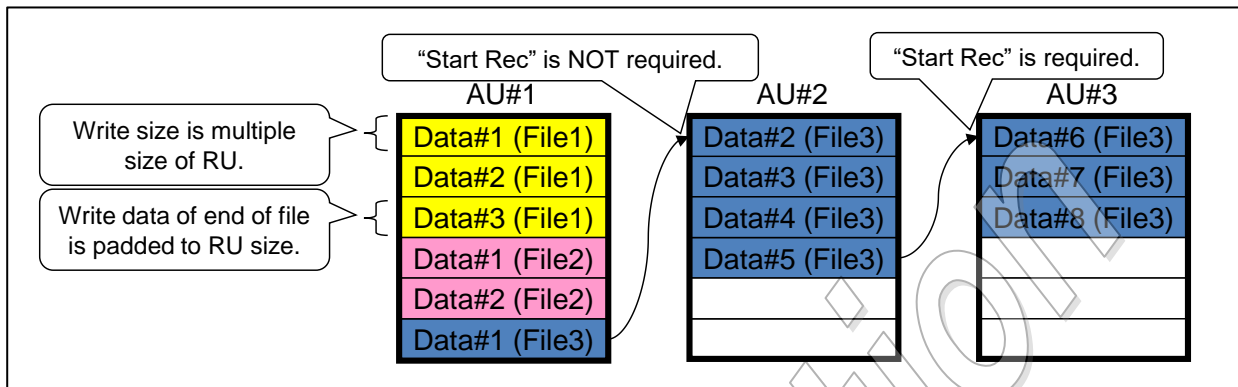 “Start Rec” is NOT required.
“Start Rec” is required.
AU#1
AU#2
AU#3
Write size is multiple
size of RU.
Write data of end of file
is padded to RU size.
Data#1 (File1)
Data#2 (File1)
Data#3 (File1)
Data#1 (File2)
Data#2 (File2)
Data#1 (File3)
Data#2 (File3)
Data#3 (File3)
Data#4 (File3)
Data#5 (File3)
Data#6 (File3)
Data#7 (File3)
Data#8 (File3)
tion